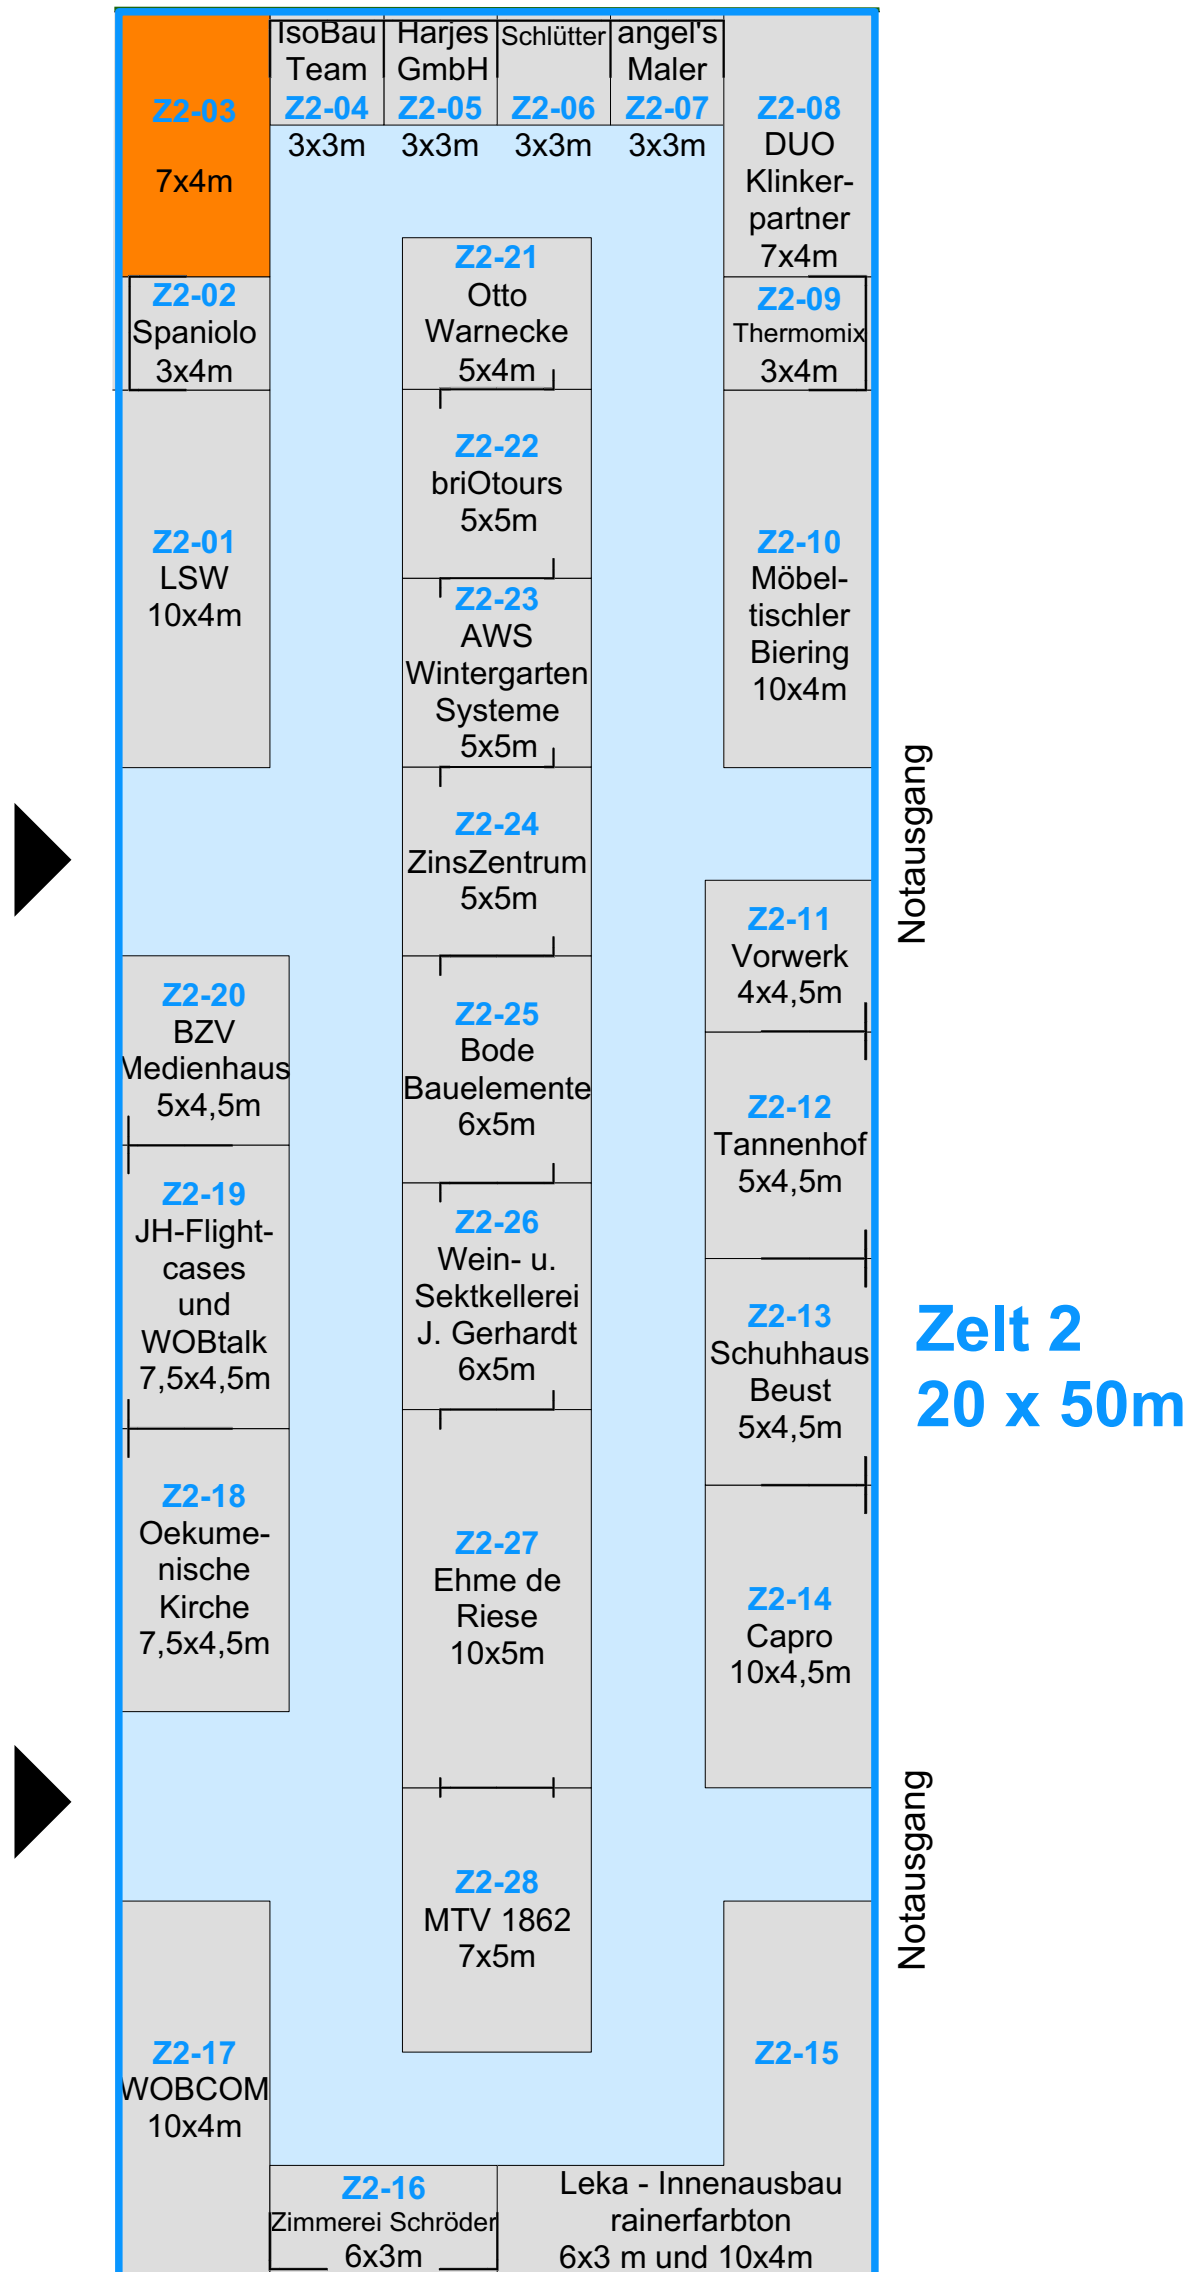 Z2-03
7x4m
IsoBau
Team
Z2-04
3x3m
Harjes
GmbH
Z2-05
3x3m
Schlütter
Z2-06
3x3m
angel's
Maler
Z2-07
3x3m
Z2-08
DUO
Klinker-
partner
7x4m
Z2-02
Spaniolo
3x4m
Z2-21
Otto
Warnecke
5x4m
Z2-09
Thermomix
3x4m
Z2-01
LSW
10x4m
Z2-22
briOtours
5x5m
Z2-10
Möbel-
tischler
Biering
10x4m
Z2-23
AWS
Wintergarten
Systeme
5x5m
Notausgang
Z2-24
ZinsZentrum
5x5m
Z2-11
Vorwerk
4x4,5m
Z2-20
BZV
Medienhaus
5x4,5m
Z2-25
Bode
Bauelemente
6x5m
Z2-12
Tannenhof
5x4,5m
Z2-19
JH-Flight-
cases
und
WOBtalk
7,5x4,5m
Z2-26
Wein- u.
Sektkellerei
J. Gerhardt
6x5m
Z2-13
Schuhhaus
Beust
5x4,5m
Zelt 2
20 x 50m
Z2-18
Oekume-
nische
Kirche
7,5x4,5m
Z2-27
Ehme de
Riese
10x5m
Z2-14
Capro
10x4,5m
Notausgang
Z2-28
MTV 1862
7x5m
Z2-17
WOBCOM
10x4m
Z2-15
Leka - Innenausbau
rainerfarbton
6x3 m und 10x4m
Z2-16
Zimmerei Schröder
6x3m